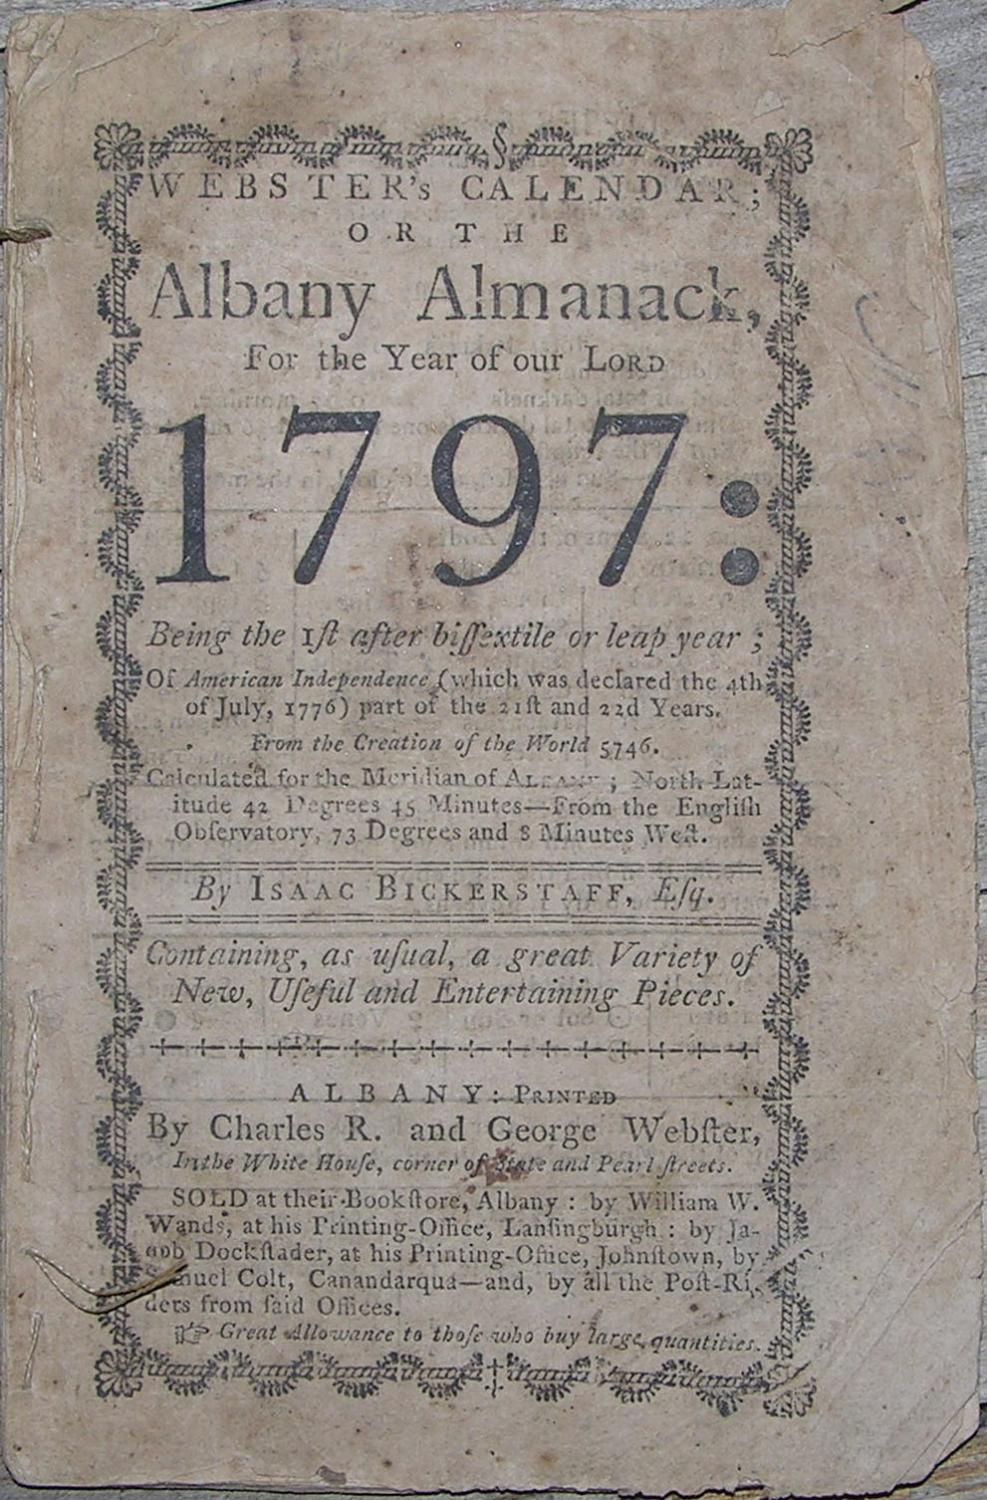 WEBSTER's CALENDAR;
OR THE
Albany Almanack,
For the Year of our LORD
1797:
Being the 1ſt after biſſextile or leap year ;
Of American Independence (which was declared the 4th
of July, 1776) part of the 21ſt and 22d Years.
From the Creation of the World 5746.
Calculated for the Meridian of ALBANY ; North Lat-
itude 42 Degrees 45 Minutes—From the Engliſh
Obſervatory, 73 Degrees and 8 Minutes Weſt.
By ISAAC BICKERSTAFF, Eſq.
Containing, as uſual, a great Variety of
New, Uſeful and Entertaining Pieces.
ALBANY: PRINTED
By Charles R. and George Webſter,
In the White Houſe, corner of State and Pearl ſtreets.
SOLD at their Bookſtore, Albany : by William W.
Wands, at his Printing-Office, Lanſingburgh : by Ja-
cob Dockſtader, at his Printing-Office, Johnſtown, by
muel Colt, Canandarqua—and, by all the Poſt-Ri-
ders from ſaid Offices.
☞ Great Allowance to thoſe who buy large quantities.